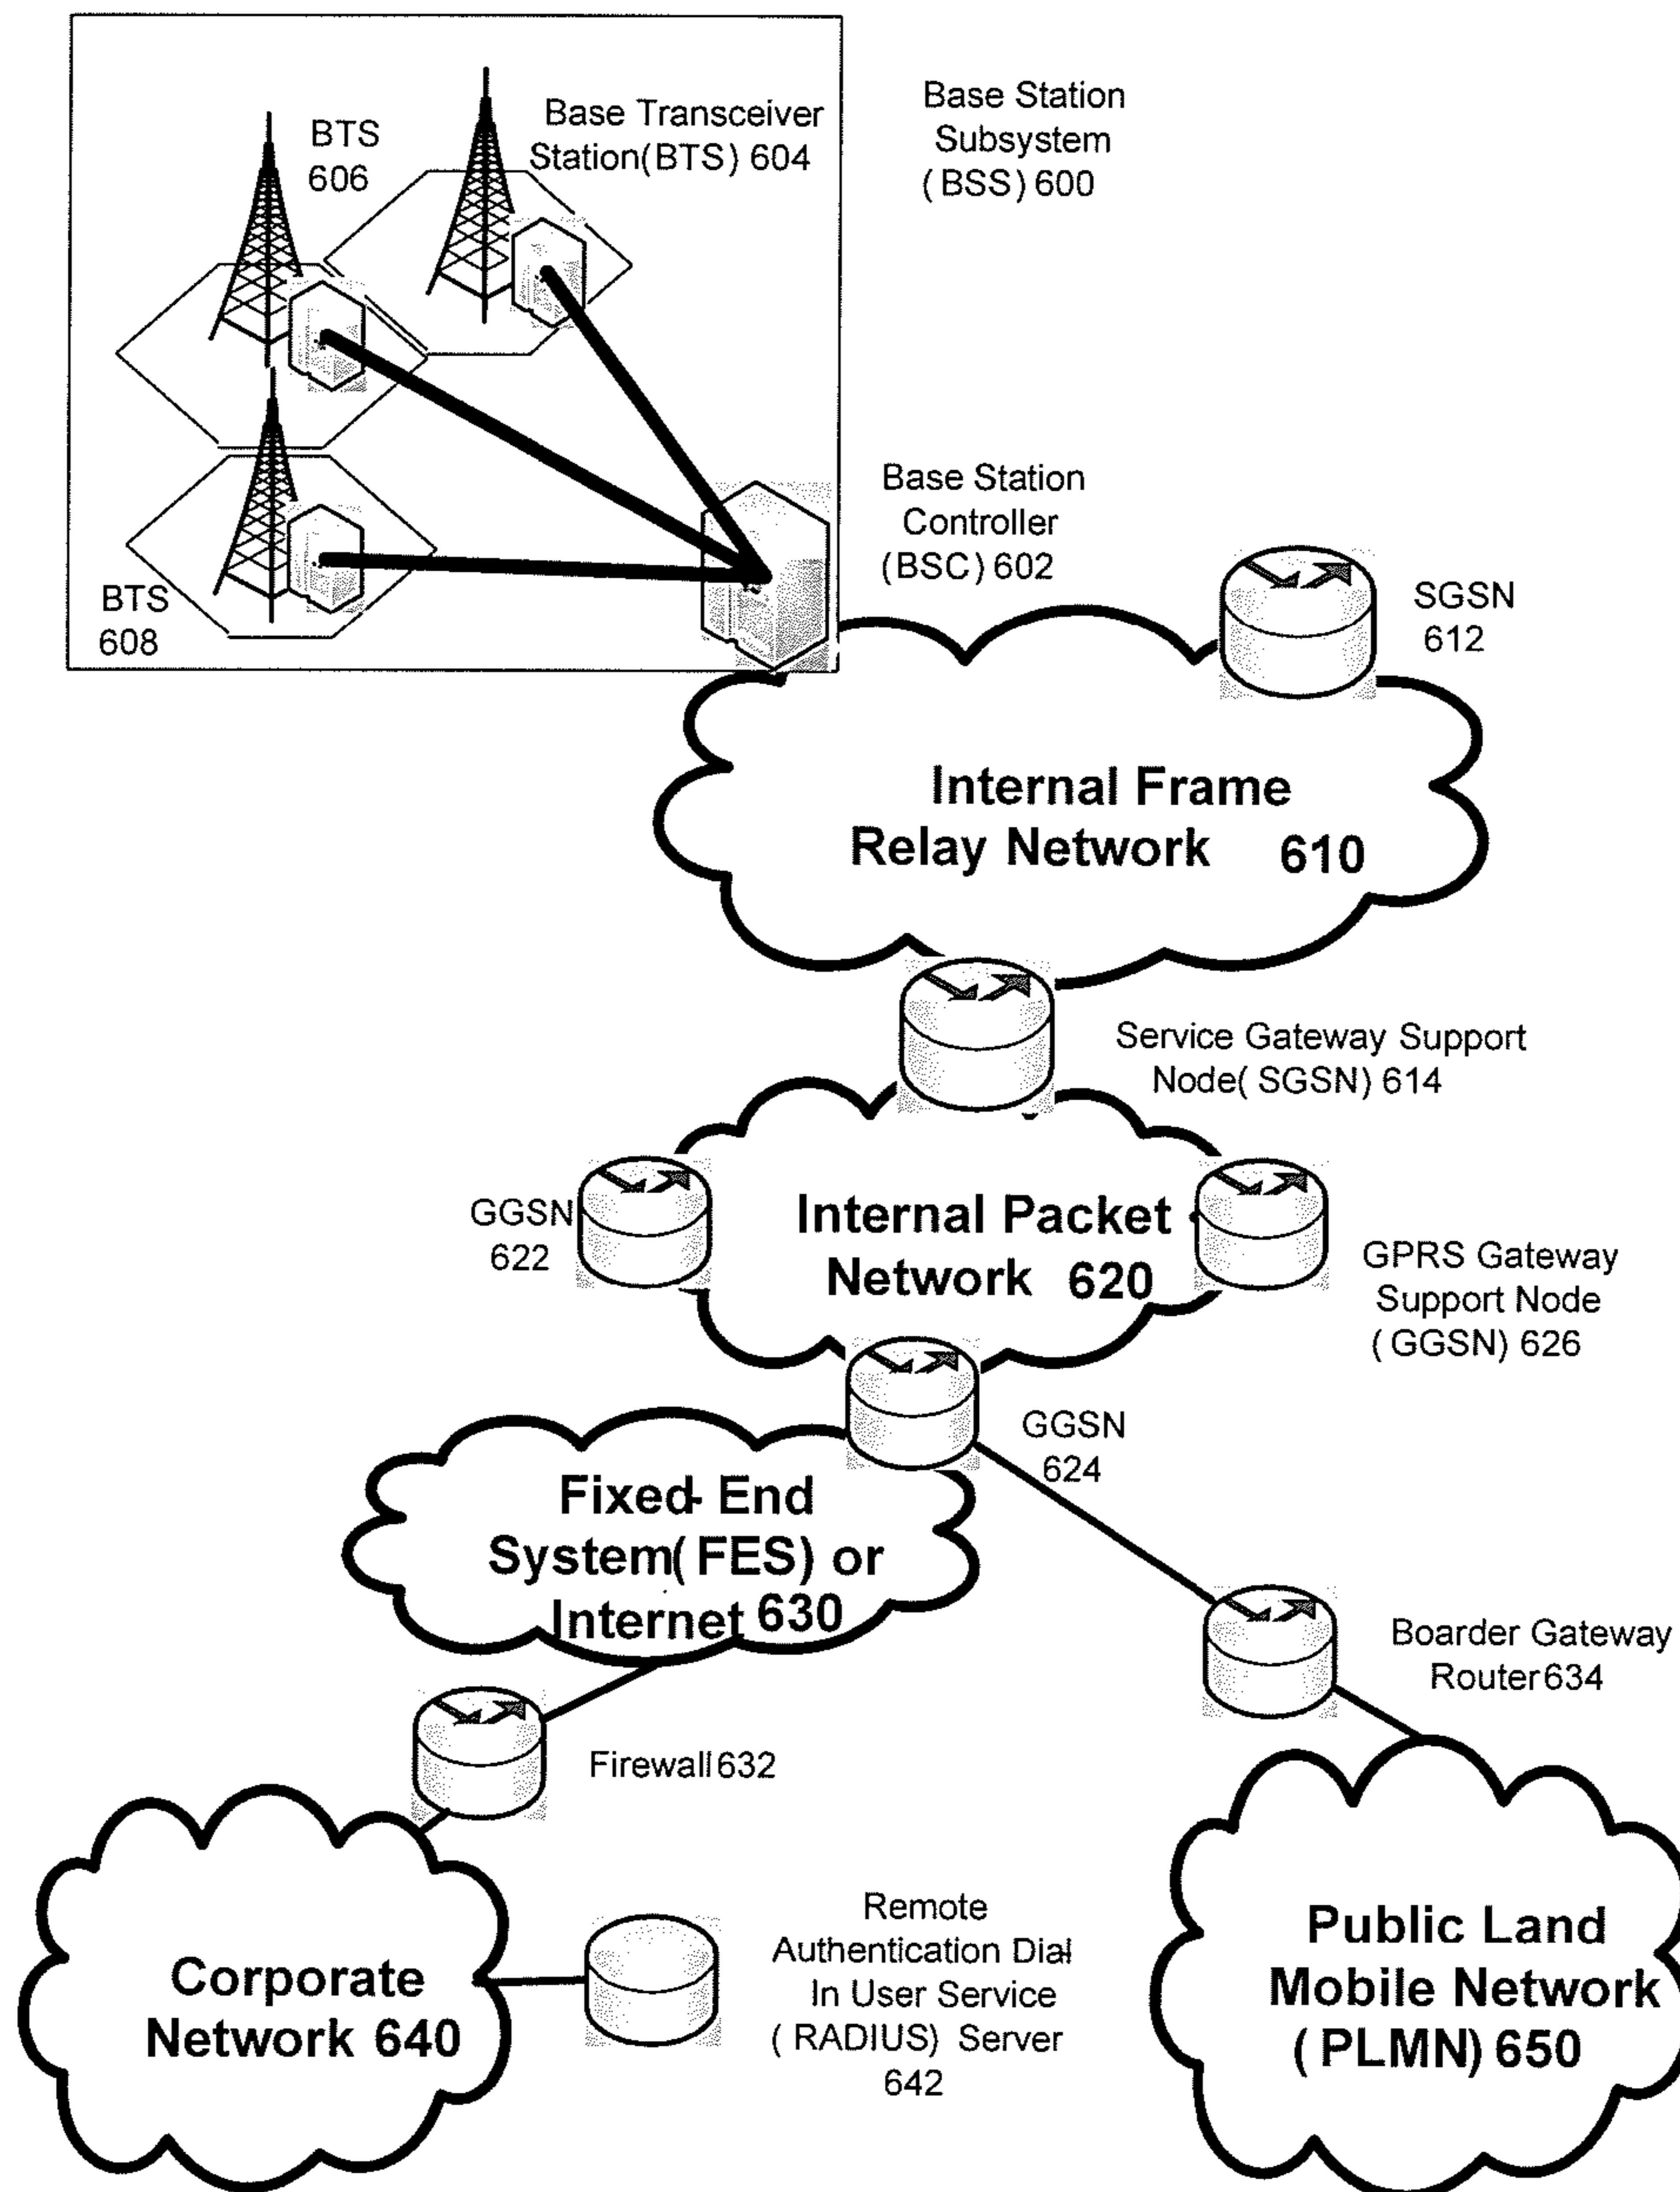 BTS
606
Base Transceiver
Station(BTS) 604
Base Station
Subsystem
(BSS) 600
Base Station
Controller
(BSC) 602
BTS
608
SGSN
612
Internal Frame
Relay Network 610
Service Gateway Support
Node( SGSN) 614
GGSN
622
Internal Packet
Network 620
GPRS Gateway
Support Node
(GGSN) 626
GGSN
624
Fixed- End
System( FES) or
Internet 630
Boarder Gateway
Router 634
Firewall 632
Corporate
Network 640
Remote
Authentication Dial
In User Service
( RADIUS) Server
642
Public Land
Mobile Network
( PLMN) 650